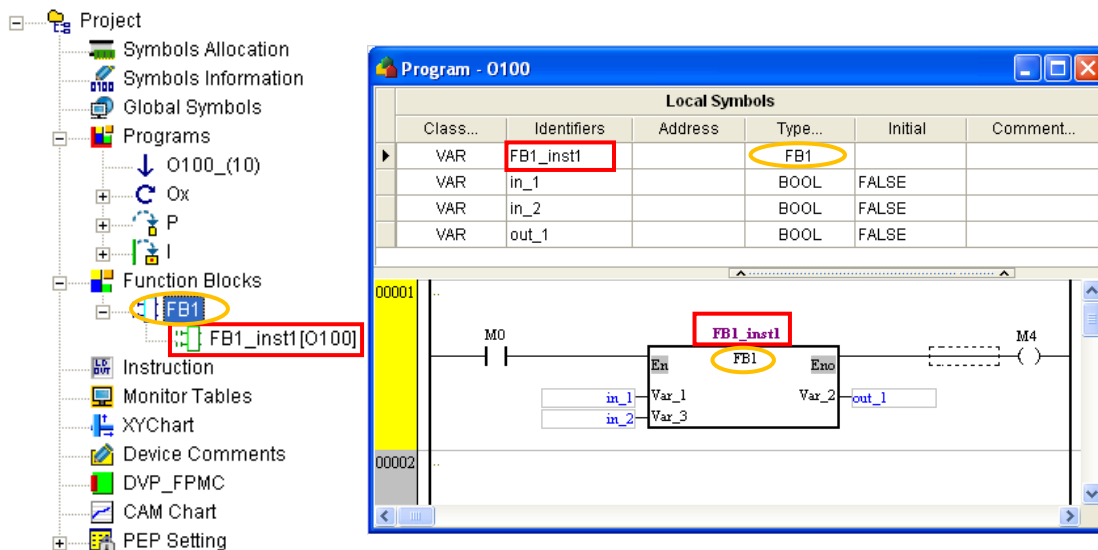 Project
Symbols Allocation
Symbols Information
Global Symbols
Programs
O100_(10)
Ox
P
I
Function Blocks
FB1
FB1_inst1[O100]
Instruction
Monitor Tables
XYChart
Device Comments
DVP_FPMC
CAM Chart
PEP Setting
Program - O100
Local Symbols
Class... Identifiers Address Type... Initial Comment...
VAR FB1_inst1 FB1
VAR in_1 BOOL FALSE
VAR in_2 BOOL FALSE
VAR out_1 BOOL FALSE
00001
M0 FB1_inst1 M4
En FB1 Eno
in_1 Var_1 Var_2 out_1
in_2 Var_3
00002